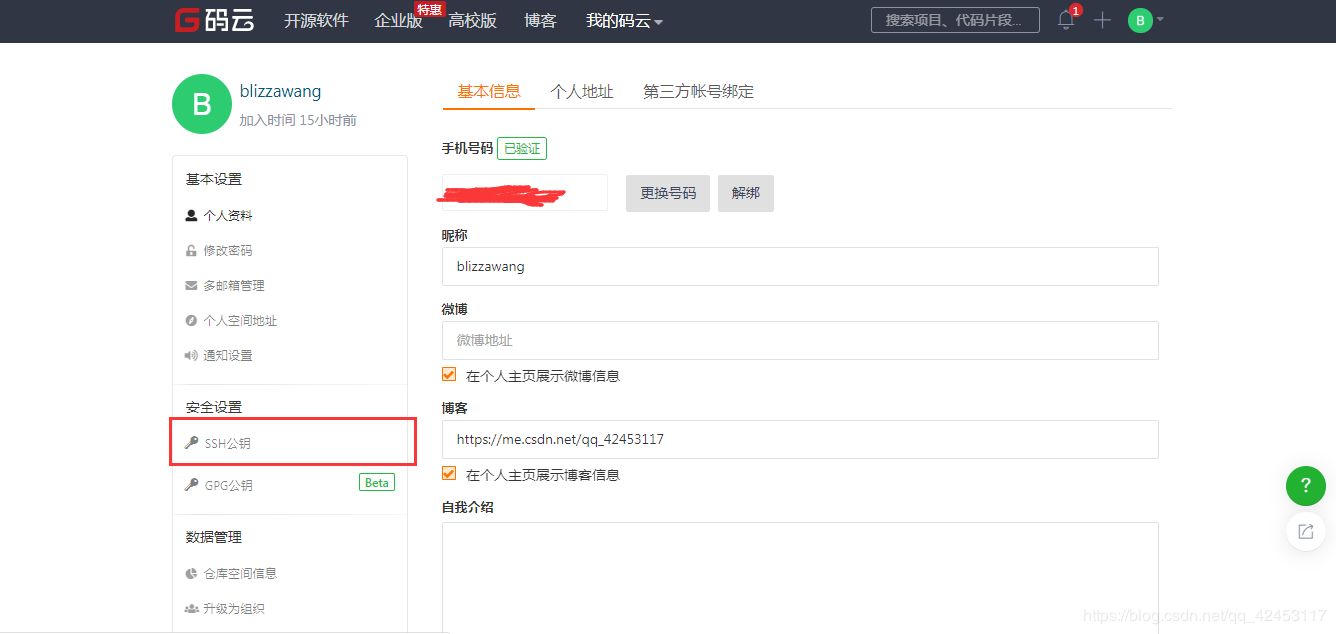 码云 开源软件 企业版 特惠 高校版 博客 我的码云 搜索项目、代码片段... 1 B
B blizzawang
加入时间 15小时前
基本设置
个人资料
修改密码
多邮箱管理
个人空间地址
通知设置
安全设置
SSH公钥
GPG公钥 Beta
数据管理
仓库空间信息
升级为组织
基本信息 个人地址 第三方帐号绑定
手机号码 已验证
更换号码 解绑
昵称
blizzawang
微博
微博地址
在个人主页展示微博信息
博客
https://me.csdn.net/qq_42453117
在个人主页展示博客信息
自我介绍
?
https://blog.csdn.net/qq_42453117